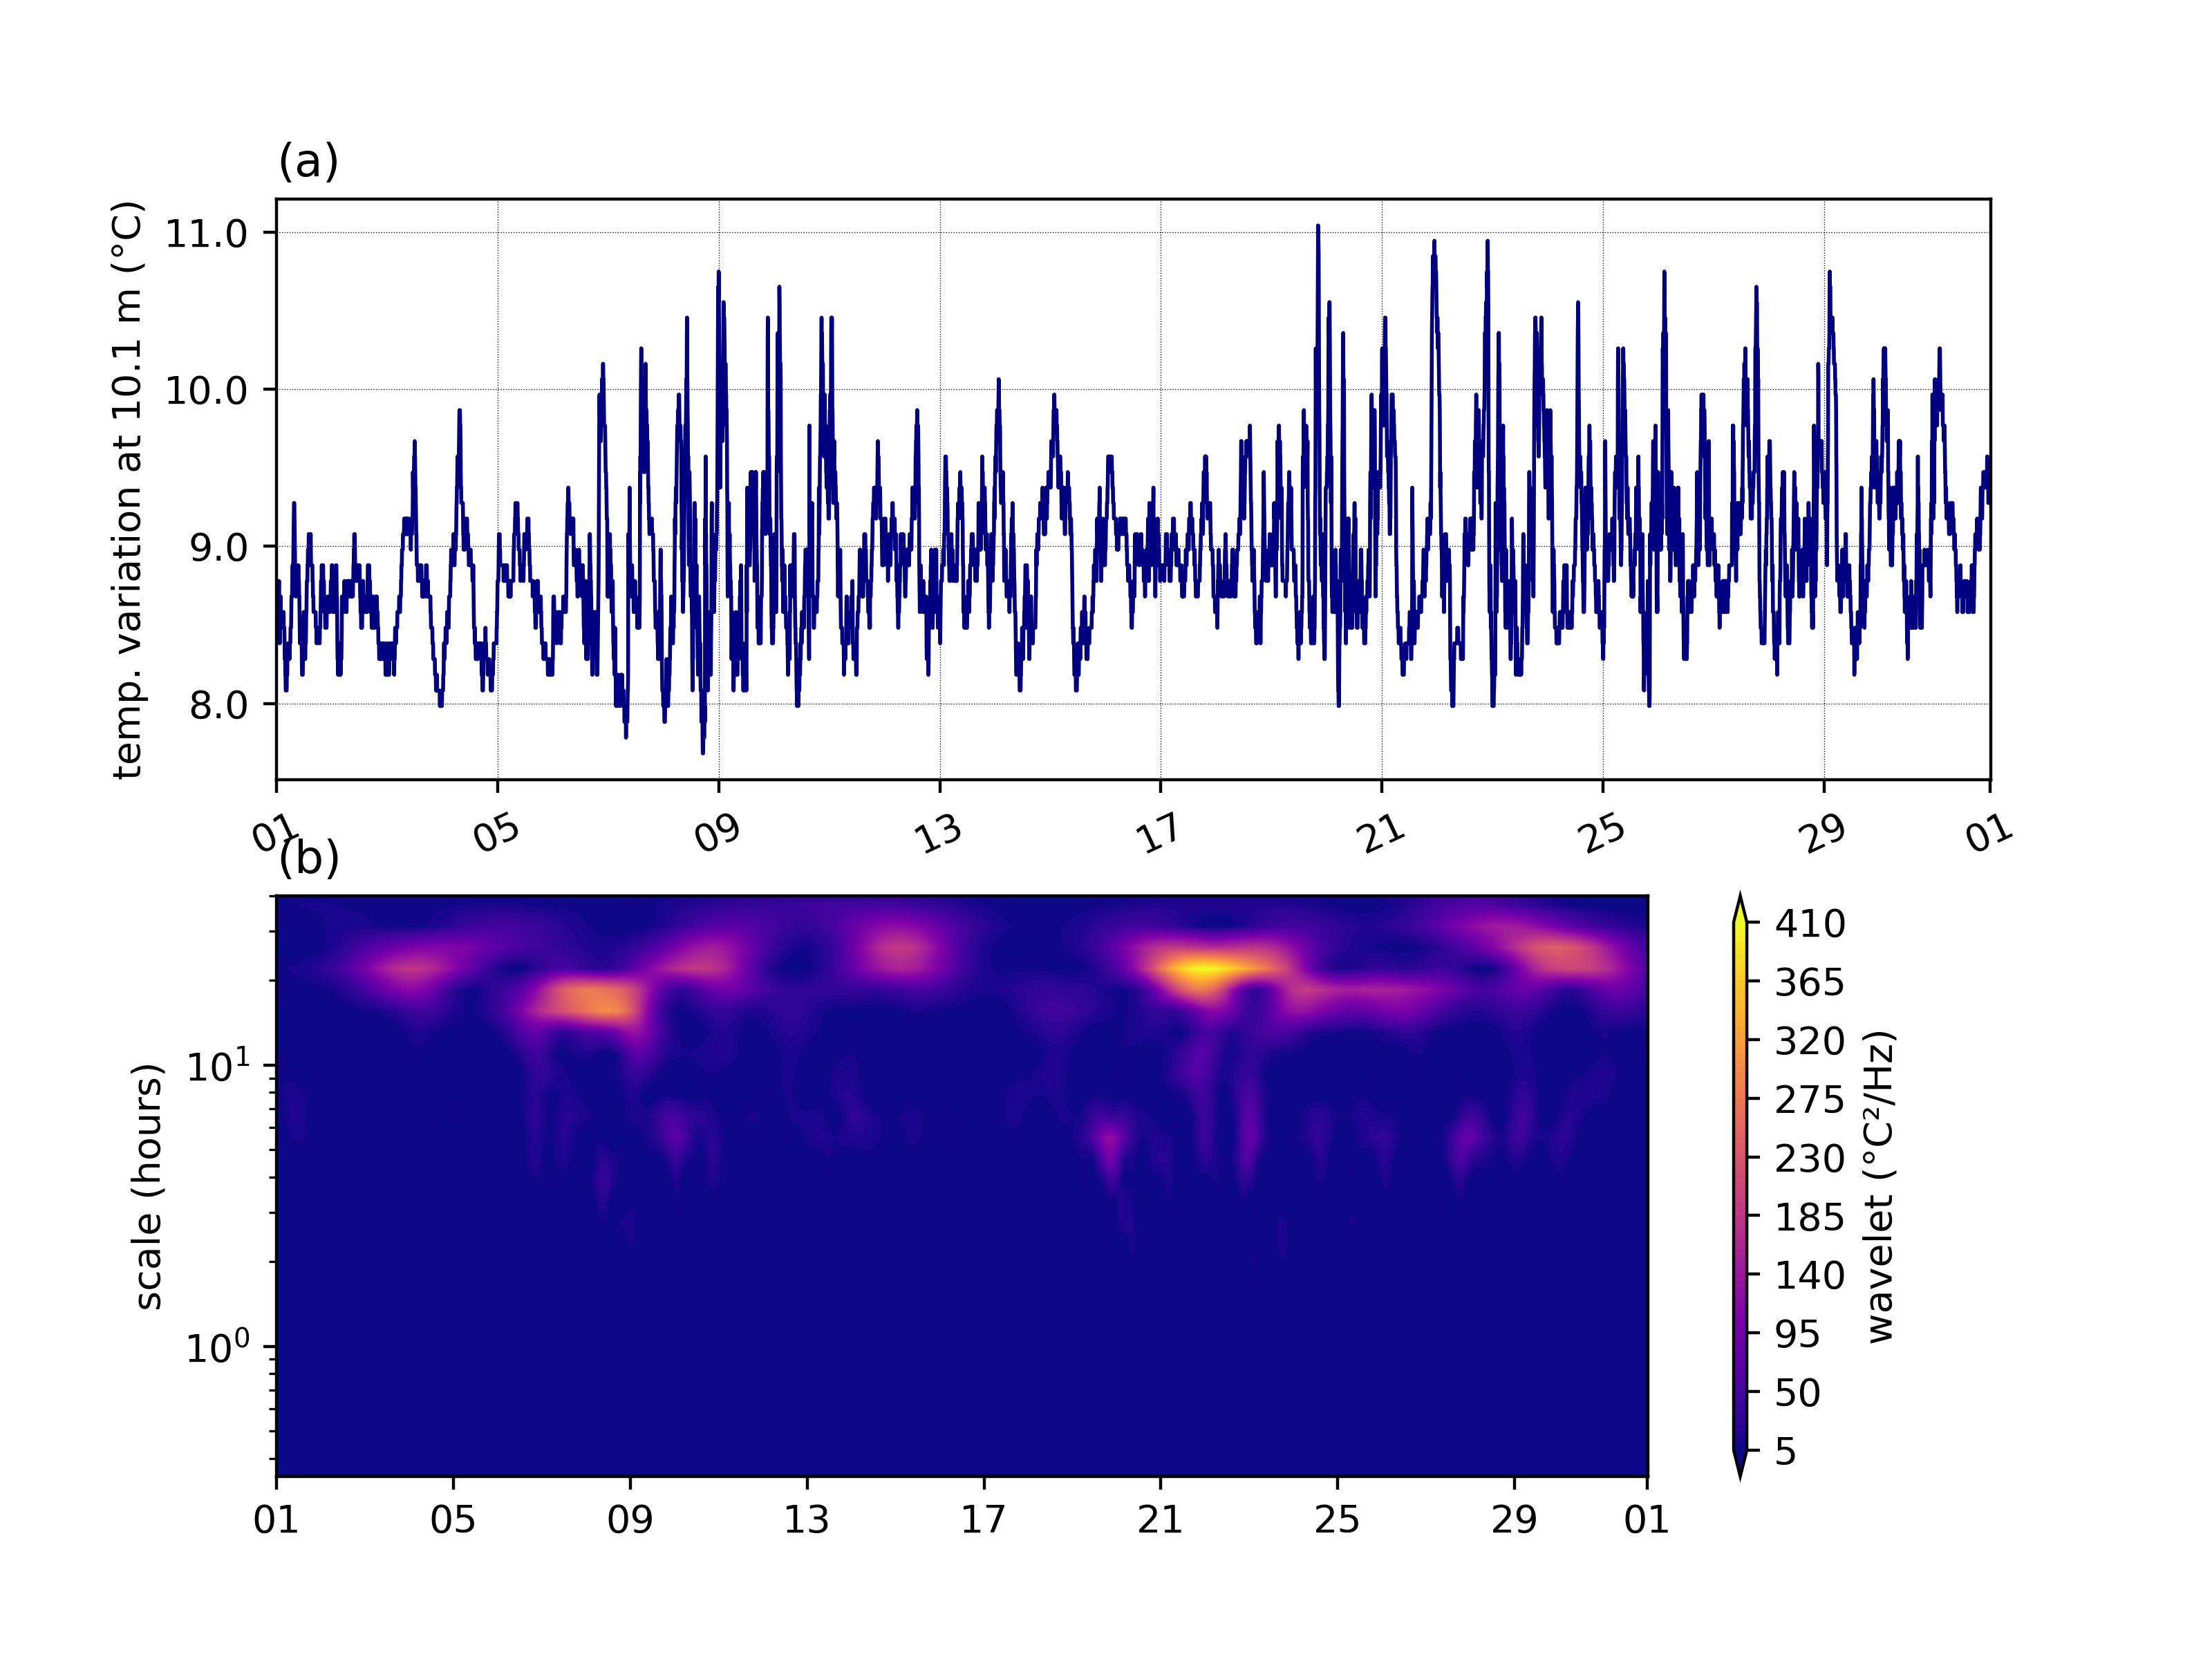 (a)
temp. variation at 10.1 m (°C)
11.0
10.0
9.0
8.0
01 05 09 13 17 21 25 29 01
(b)
scale (hours)
10¹
10⁰
01 05 09 13 17 21 25 29 01
410
365
320
275
230
185
140
95
50
5
wavelet (°C²/Hz)